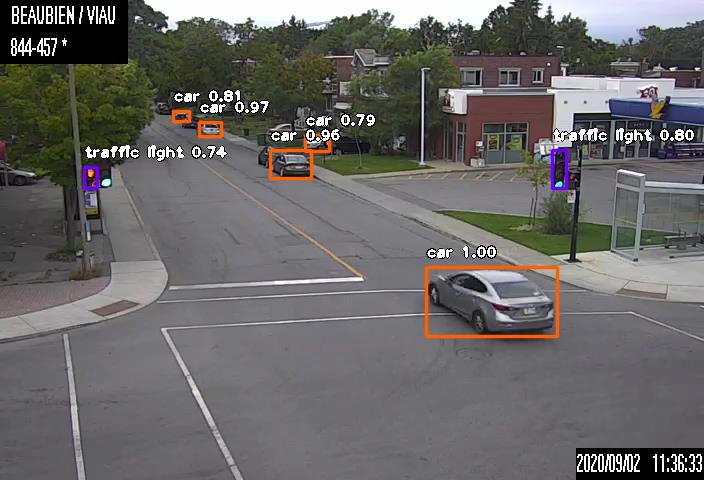 BEAUBIEN / VIAU
844-457 *
car 0.81
car 0.97
car 0.79
car 0.96
traffic light 0.74
traffic light 0.80
car 1.00
2020/09/02 11:36:33